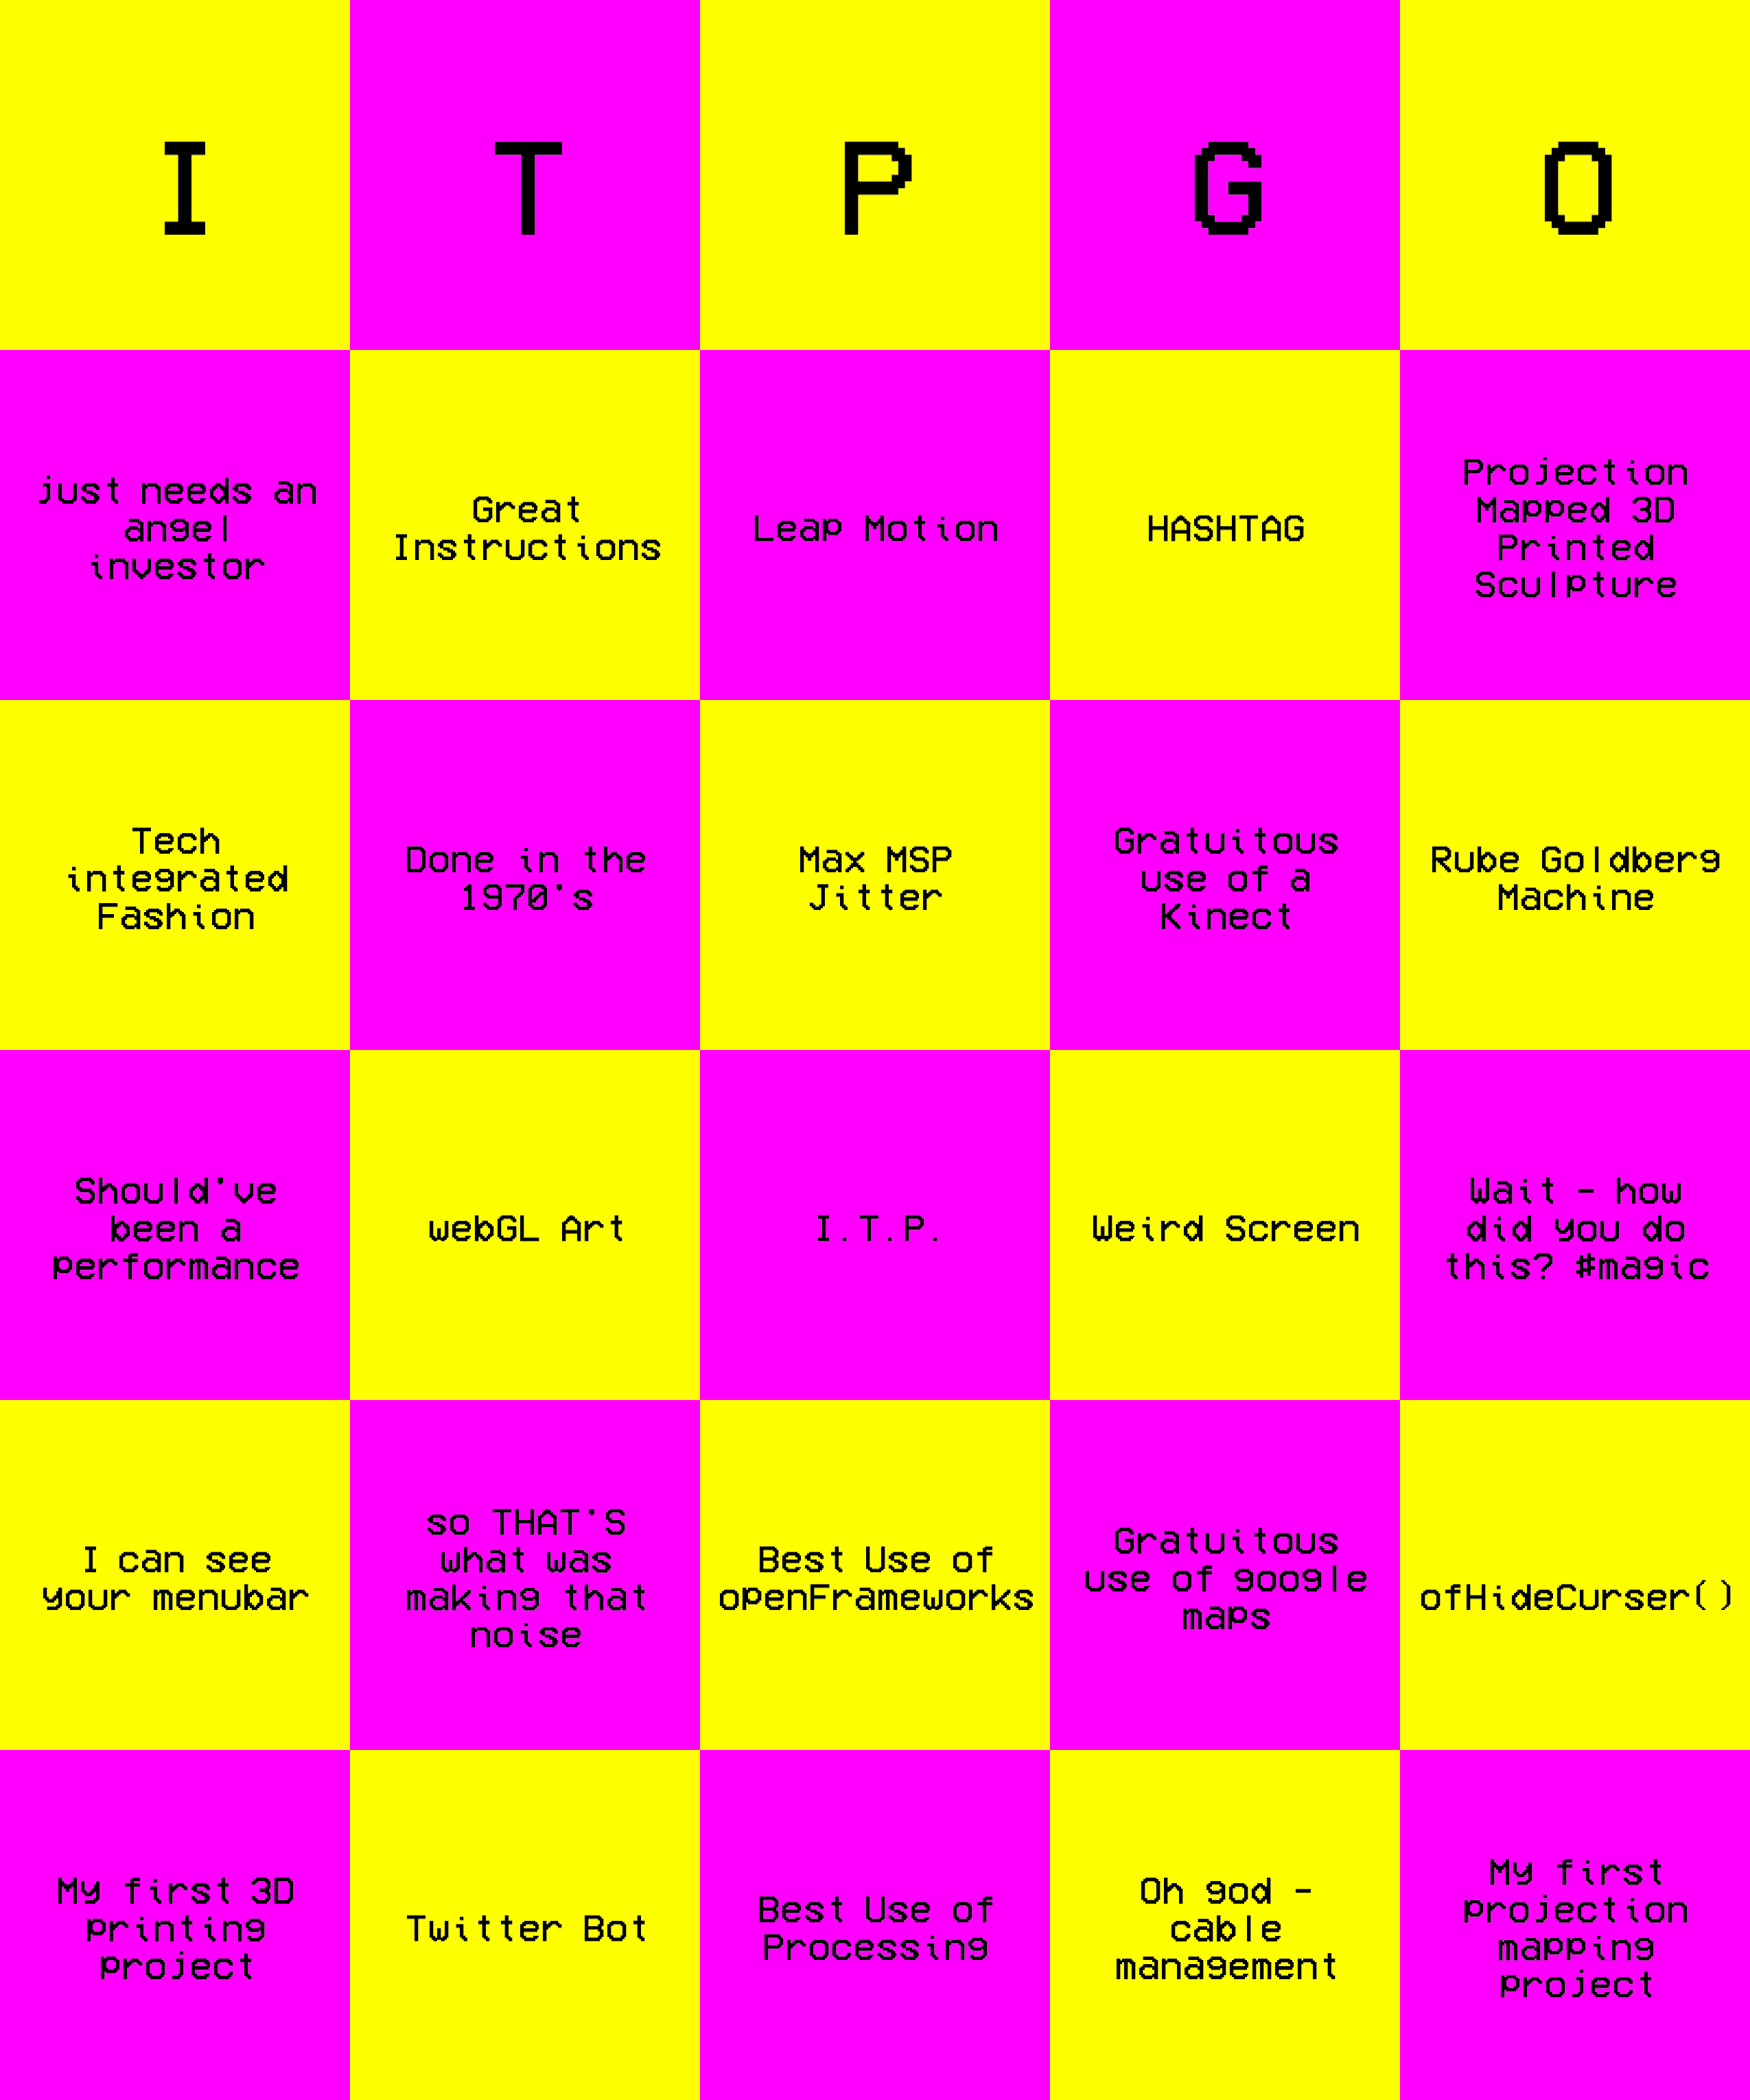 I
T
P
G
O
just needs an
angel
investor
Great
Instructions
Leap Motion
HASHTAG
Projection
Mapped 3D
Printed
Sculpture
Tech
integrated
Fashion
Done in the
1970's
Max MSP
Jitter
Gratuitous
use of a
Kinect
Rube Goldberg
Machine
Should've
been a
performance
webGL Art
I.T.P.
Weird Screen
Wait - how
did you do
this? #magic
I can see
your menubar
so THAT'S
what was
making that
noise
Best Use of
openFrameworks
Gratuitous
use of google
maps
ofHideCurser()
My first 3D
printing
project
Twitter Bot
Best Use of
Processing
Oh god -
cable
management
My first
projection
mapping
project